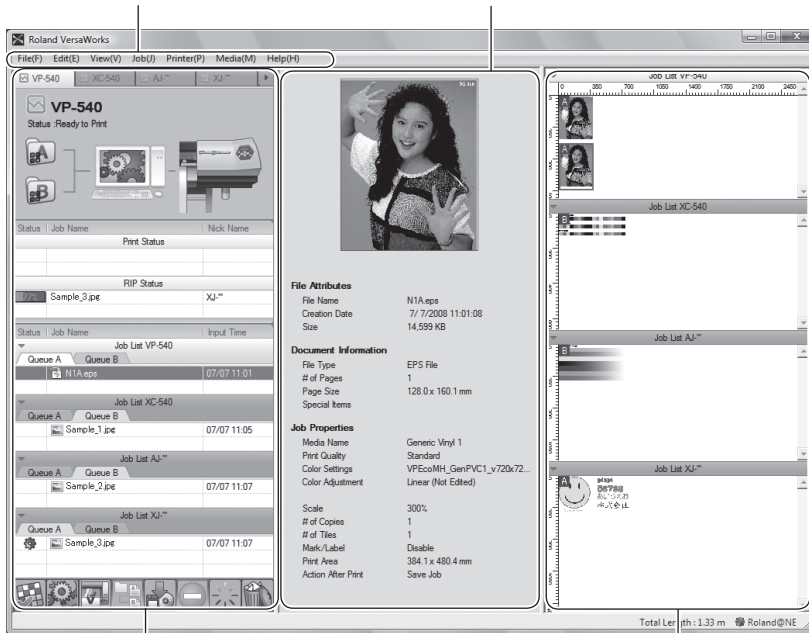 Roland VersaWorks
File(F) Edit(E) View(V) Job(J) Printer(P) Media(M) Help(H)
VP-540 XC-540 AJ-** XJ-**
VP-540
Status :Ready to Print
A
B
Status Job Name Nick Name
Print Status
RIP Status
Sample_3.jpg XJ-**
Status Job Name Input Time
Job List VP-540
Queue A Queue B
N1A.eps 07/07 11:01
Job List XC-540
Queue A Queue B
Sample_1.jpg 07/07 11:05
Job List AJ-**
Queue A Queue B
Sample_2.jpg 07/07 11:07
Job List XJ-**
Queue A Queue B
Sample_3.jpg 07/07 11:07
File Attributes
File Name N1A.eps
Creation Date 7/ 7/2008 11:01:08
Size 14,599 KB
Document Information
File Type EPS File
# of Pages 1
Page Size 128.0 x 160.1 mm
Special Items
Job Properties
Media Name Generic Vinyl 1
Print Quality Standard
Color Settings VPEcoMH_GenPVC1_v720x72...
Color Adjustment Linear (Not Edited)
Scale 300%
# of Copies 1
# of Tiles 1
Mark/Label Disable
Print Area 384.1 x 480.4 mm
Action After Print Save Job
Job List VP-540
0 350 700 1050 1400 1750 2100 2450
A
A
Job List XC-540
B
Job List AJ-**
B
Job List XJ-**
A
株式会社
Total Length : 1.33 m Roland@NE